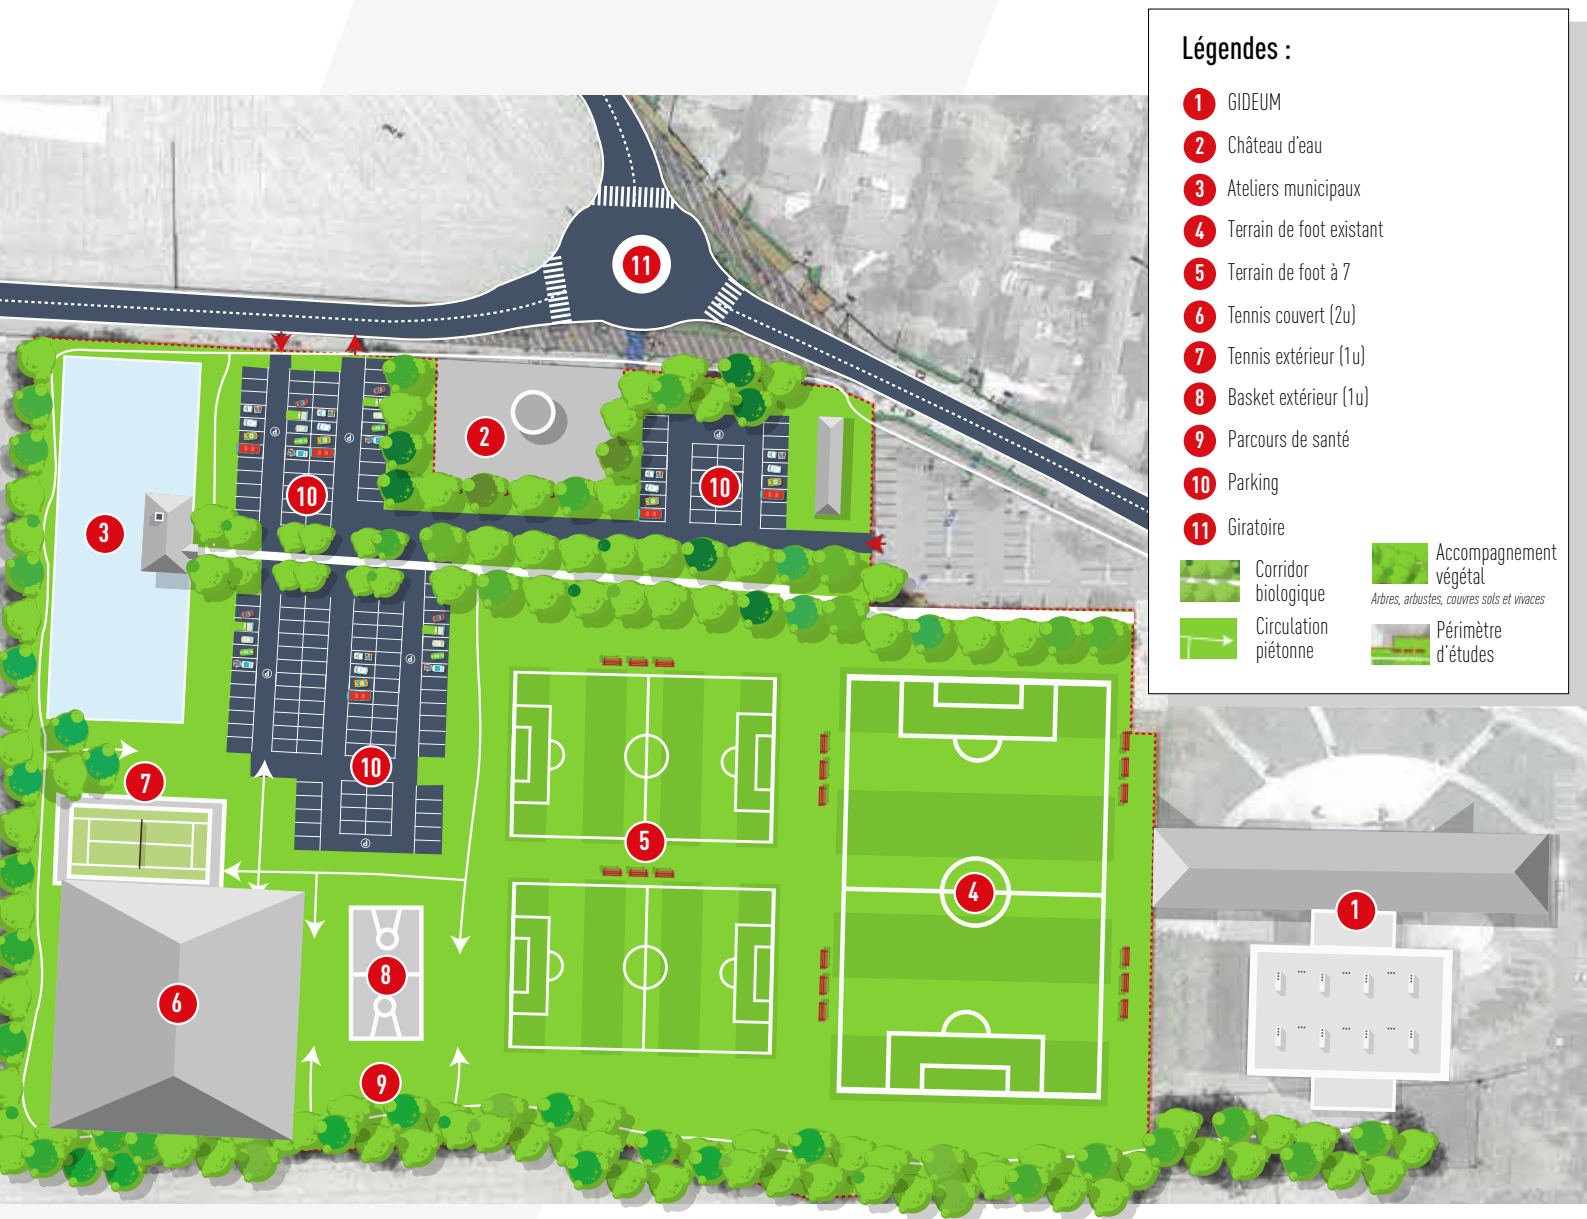 Légendes :
1 GIDEUM
2 Château d'eau
3 Ateliers municipaux
4 Terrain de foot existant
5 Terrain de foot à 7
6 Tennis couvert (2u)
7 Tennis extérieur (1u)
8 Basket extérieur (1u)
9 Parcours de santé
10 Parking
11 Giratoire
Corridor
biologique
Circulation
piétonne
Accompagnement
végétal
Arbres, arbustes, couvres sols et vivaces
Périmètre
d'études
11
2
10
10
3
10
7
5
4
1
8
6
9
P
P
P
P
P
P